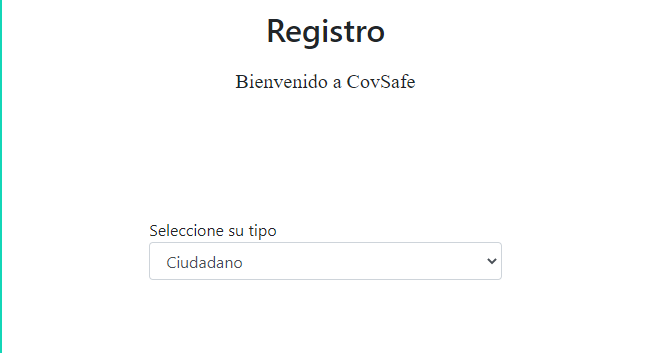 Registro
Bienvenido a CovSafe
Seleccione su tipo
Ciudadano